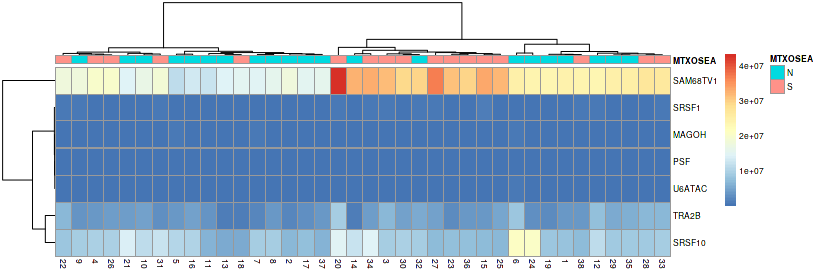 MTXOSEA
SAM68TV1
SRSF1
MAGOH
PSF
U6ATAC
TRA2B
SRSF10
22 9 4 26 21 10 31 5 16 11 13 18 7 8 2 17 37 20 14 34 3 30 32 27 23 36 15 25 6 24 19 1 38 12 29 35 28 33
4e+07
3e+07
2e+07
1e+07
MTXOSEA
N
S